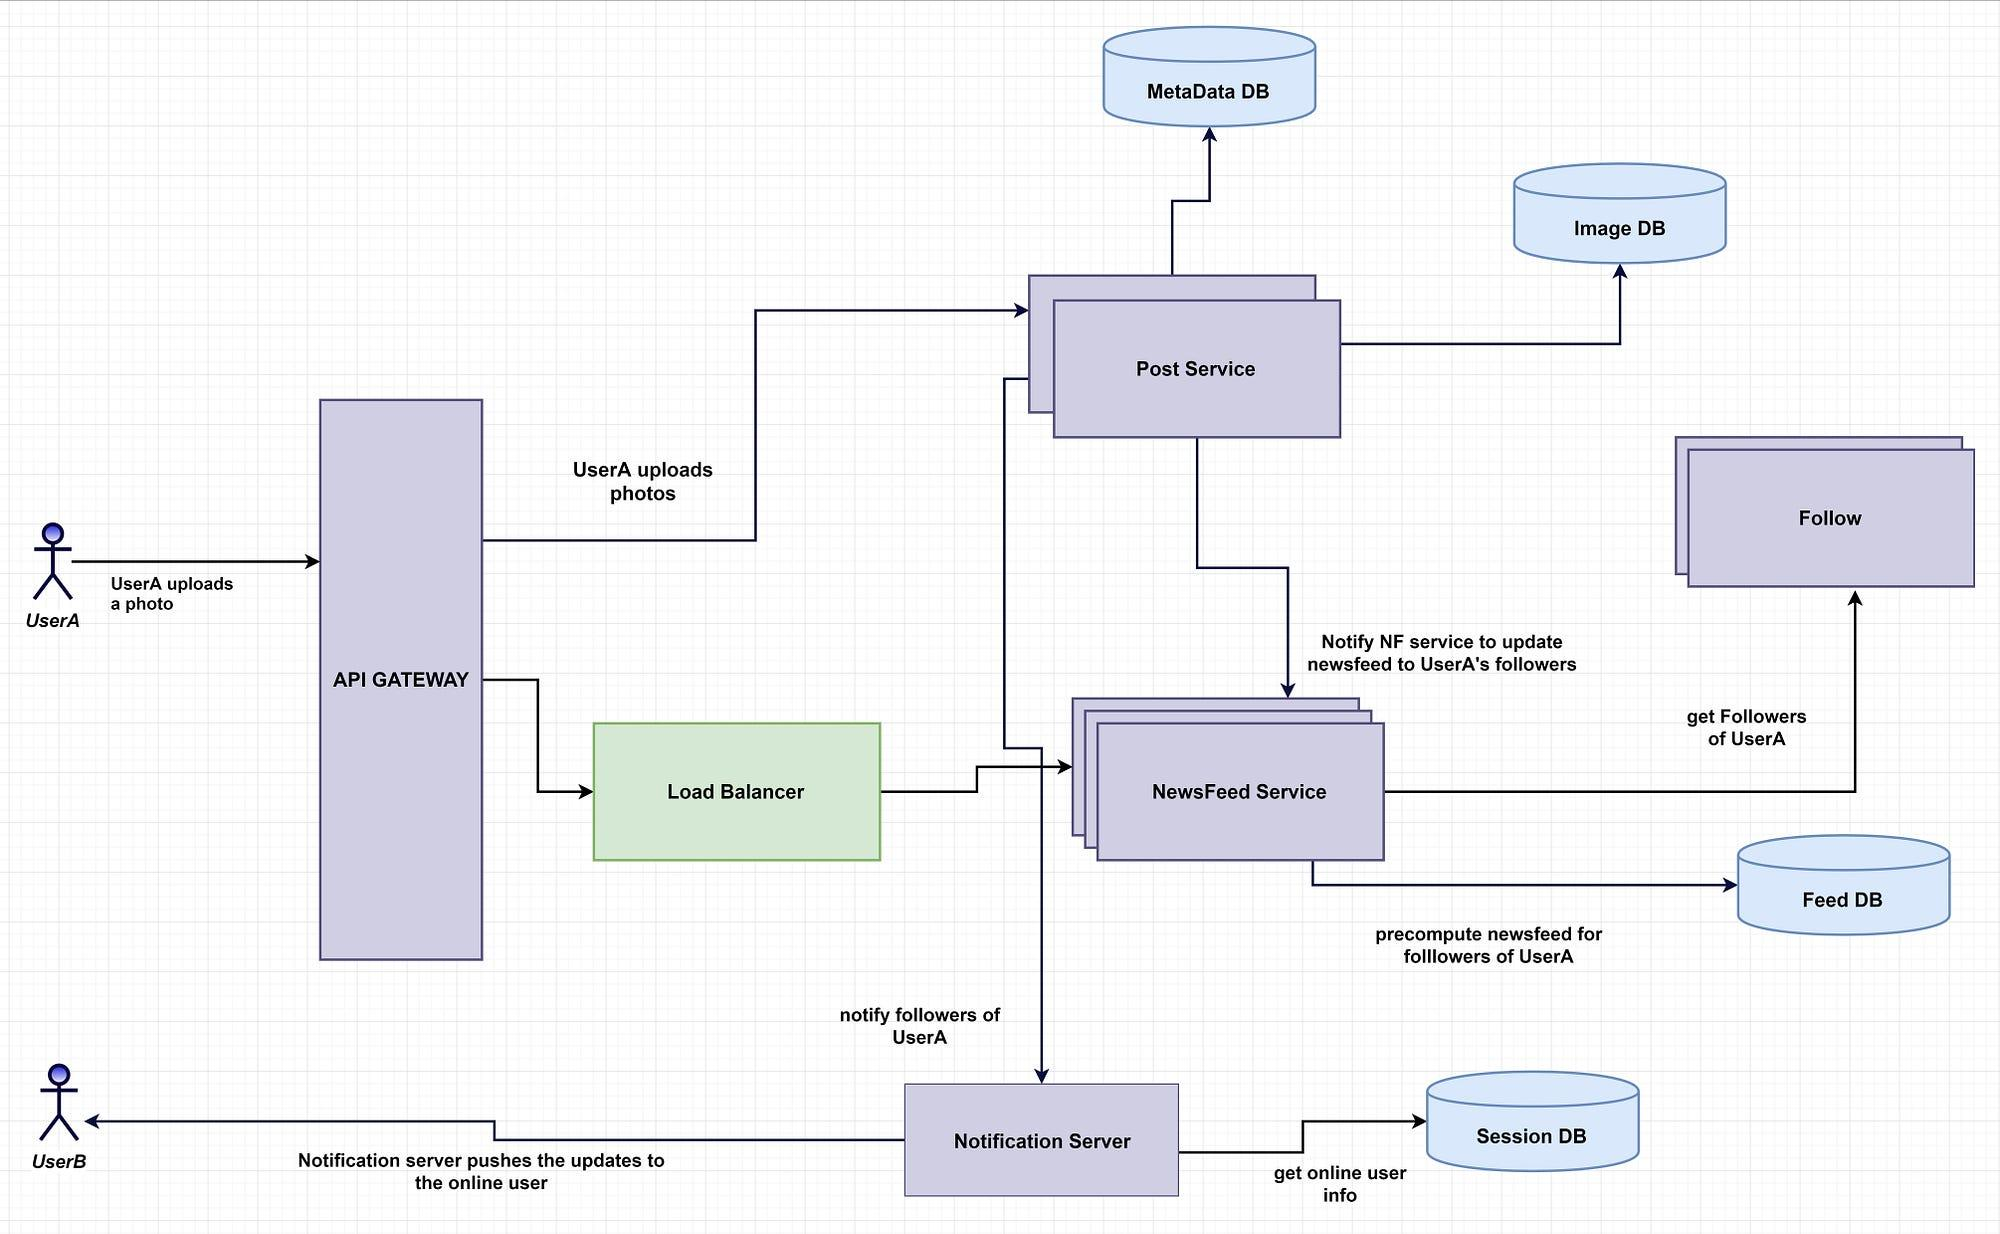 MetaData DB
Image DB
Post Service
UserA uploads
photos
Follow
UserA uploads
a photo
UserA
API GATEWAY
Notify NF service to update
newsfeed to UserA's followers
get Followers
of UserA
Load Balancer
NewsFeed Service
Feed DB
precompute newsfeed for
folllowers of UserA
notify followers of
UserA
Notification Server
Session DB
UserB
Notification server pushes the updates to
the online user
get online user
info